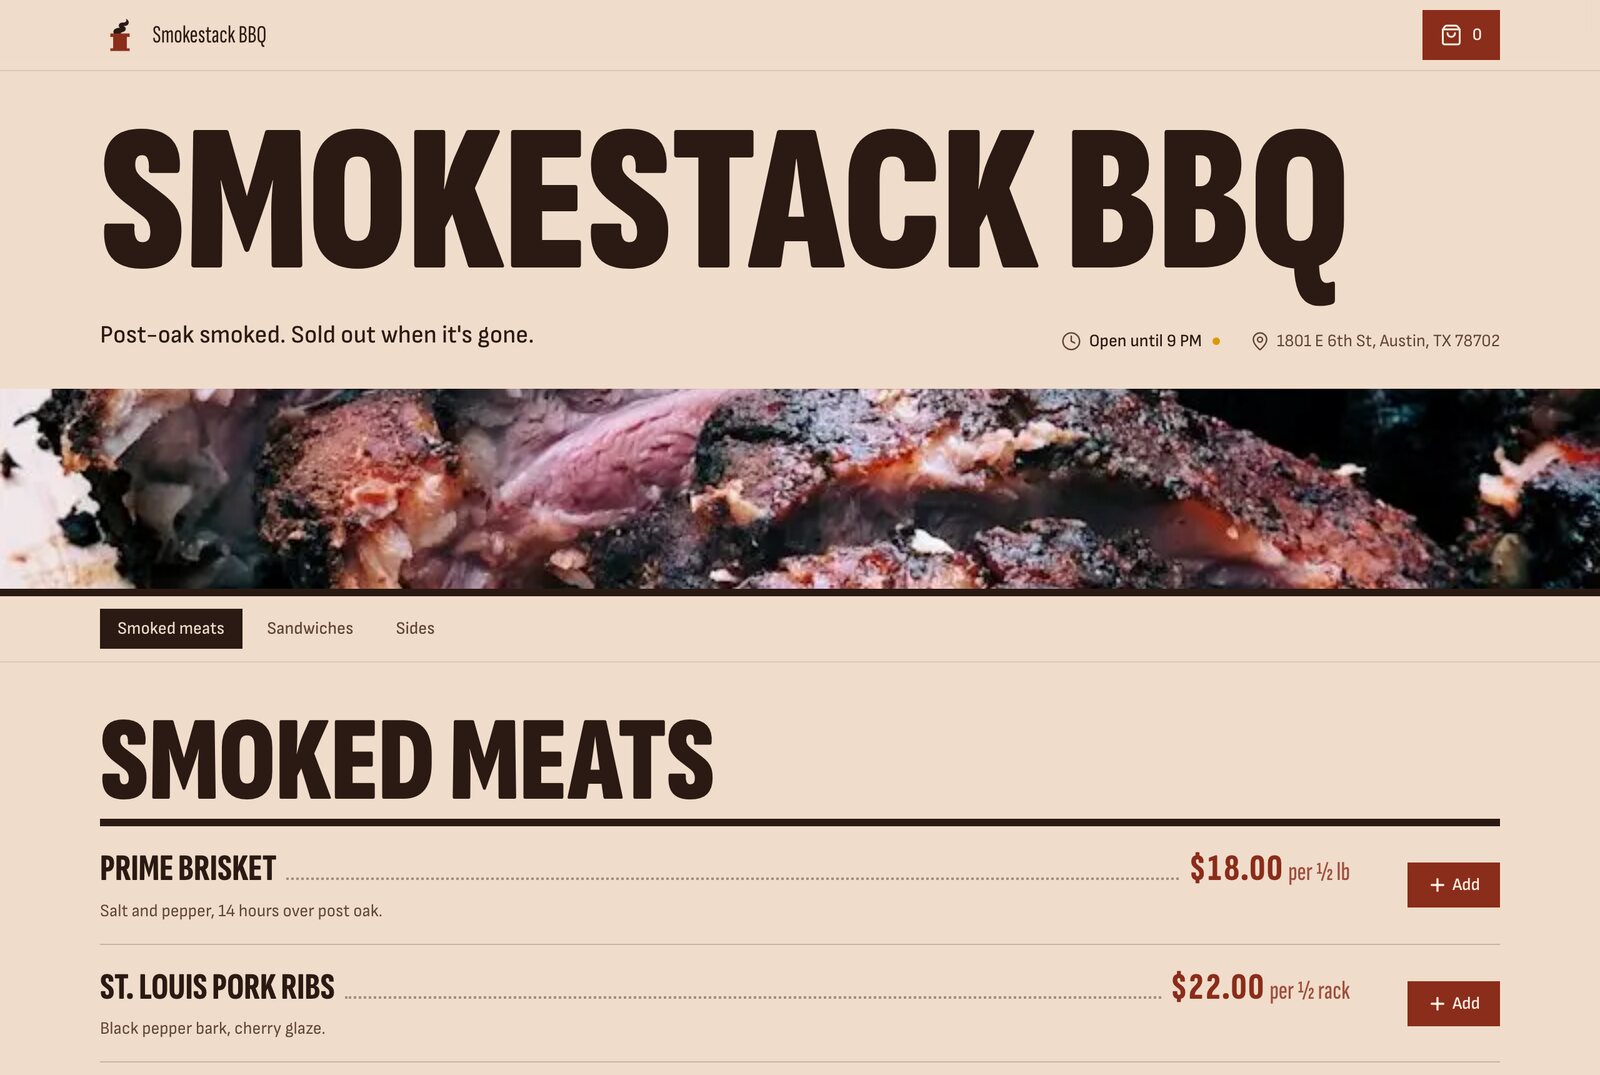 Smokestack BBQ
0
SMOKESTACK BBQ
Post-oak smoked. Sold out when it's gone.
Open until 9 PM
1801 E 6th St, Austin, TX 78702
Smoked meats
Sandwiches
Sides
SMOKED MEATS
PRIME BRISKET $18.00 per ½ lb
+ Add
Salt and pepper, 14 hours over post oak.
ST. LOUIS PORK RIBS $22.00 per ½ rack
+ Add
Black pepper bark, cherry glaze.